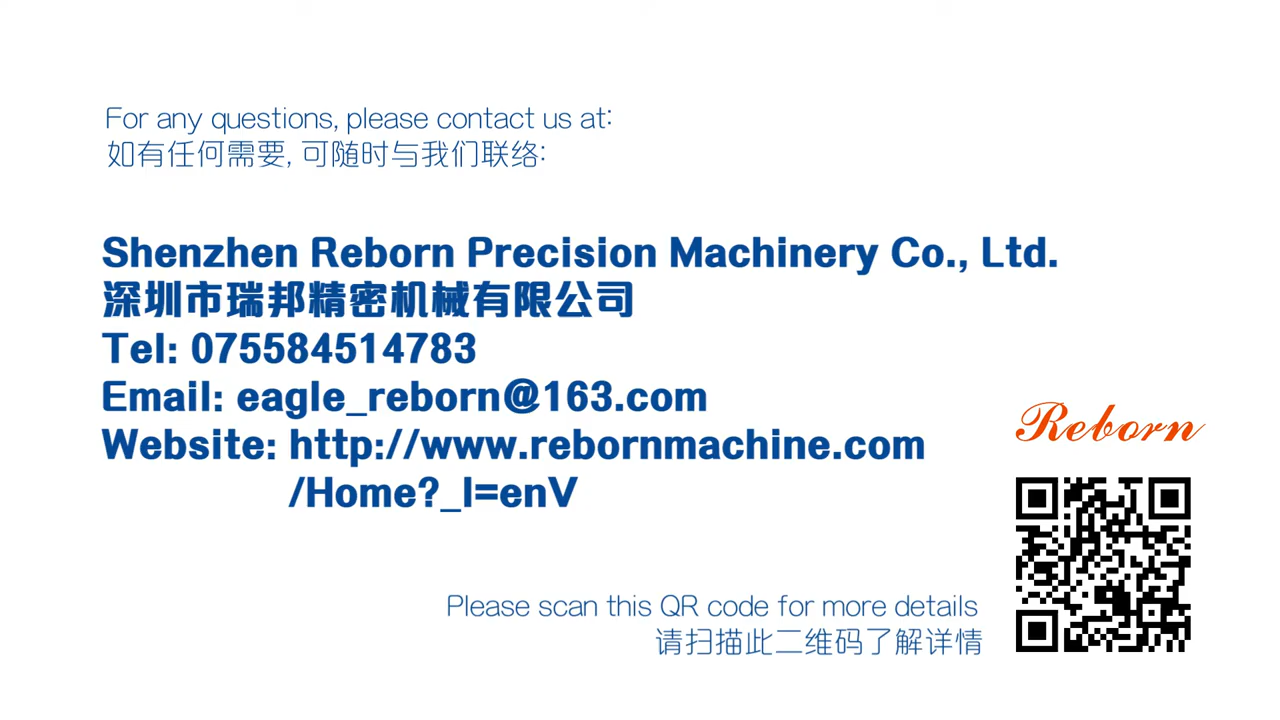 For any questions, please contact us at:
如有任何需要, 可随时与我们联络:
Shenzhen Reborn Precision Machinery Co., Ltd.
深圳市瑞邦精密机械有限公司
Tel: 075584514783
Email: eagle_reborn@163.com
Website: http://www.rebornmachine.com
/Home?_l=enV
Reborn
Please scan this QR code for more details
请扫描此二维码了解详情